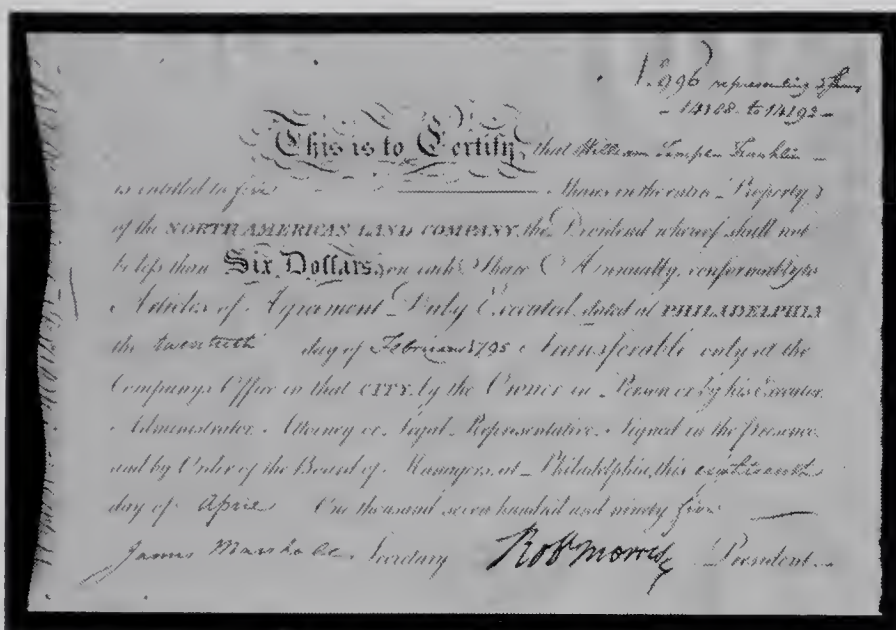 No. 996 representing 5 Shares
14188 to 14192
This is to Certify, that William Temple Franklin
is entitled to five Shares in the entire Property
of the NORTH AMERICAN LAND COMPANY, the Dividend whereof shall not
be less than Six Dollars, on each Share Annually, conformably to
Articles of Agreement Duly Executed, dated at PHILADELPHIA
the twentieth day of February 1795 Transferable only at the
Company's Office in that CITY, by the Owner in Person or by his Executor,
Administrator, Attorney or Legal Representative. Signed in the presence
and by Order of the Board of Managers, at Philadelphia, this eighteenth
day of April One thousand seven hundred and ninety five
James Marshall Secretary Rob Morris President